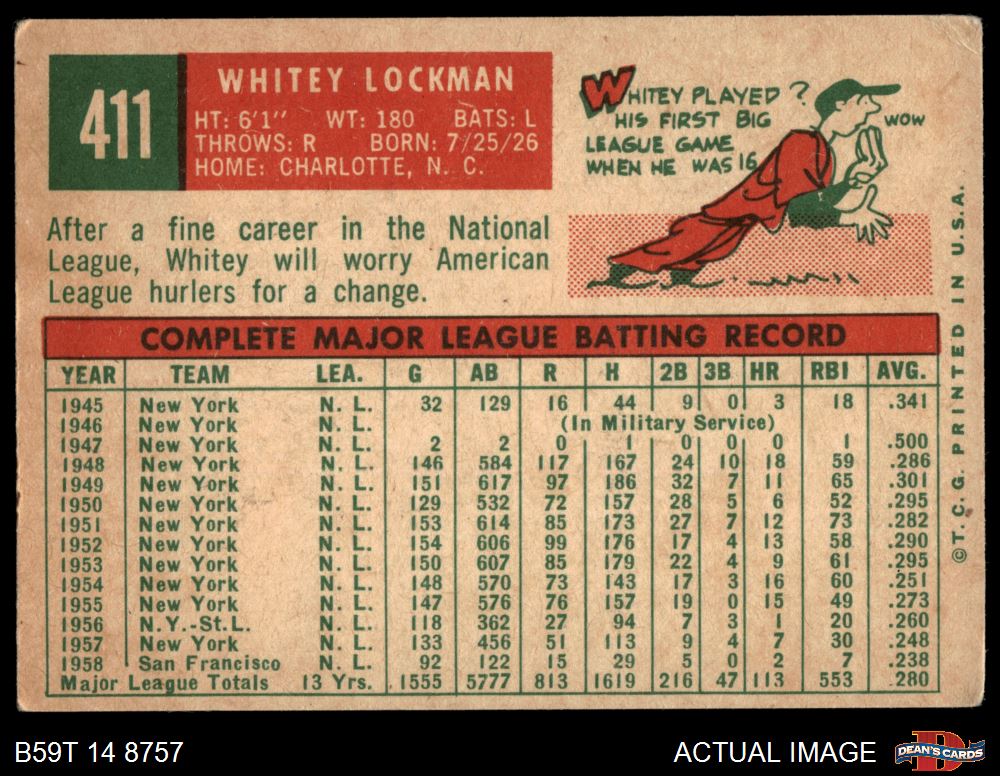 411
WHITEY LOCKMAN
HT: 6'1" WT: 180 BATS: L
THROWS: R BORN: 7/25/26
HOME: CHARLOTTE, N. C.
WHITEY PLAYED ?
HIS FIRST BIG
LEAGUE GAME
WHEN HE WAS 16
WOW
After a fine career in the National
League, Whitey will worry American
League hurlers for a change.
COMPLETE MAJOR LEAGUE BATTING RECORD
YEAR TEAM LEA. G AB R H 2B 3B HR RBI AVG.
1945 New York N. L. 32 129 16 44 9 0 3 18 .341
1946 New York N. L. (In Military Service)
1947 New York N. L. 2 2 0 1 0 0 0 1 .500
1948 New York N. L. 146 584 117 167 24 10 18 59 .286
1949 New York N. L. 151 617 97 186 32 7 11 65 .301
1950 New York N. L. 129 532 72 157 28 5 6 52 .295
1951 New York N. L. 153 614 85 173 27 7 12 73 .282
1952 New York N. L. 154 606 99 176 17 4 13 58 .290
1953 New York N. L. 150 607 85 179 22 4 9 61 .295
1954 New York N. L. 148 570 73 143 17 3 16 60 .251
1955 New York N. L. 147 576 76 157 19 0 15 49 .273
1956 N.Y.-St.L. N. L. 118 362 27 94 7 3 1 20 .260
1957 New York N. L. 133 456 51 113 9 4 7 30 .248
1958 San Francisco N. L. 92 122 15 29 5 0 2 7 .238
Major League Totals 13 Yrs. 1555 5777 813 1619 216 47 113 553 .280
© T. C. G. PRINTED IN U.S.A.
B59T 14 8757
ACTUAL IMAGE
DEAN'S CARDS